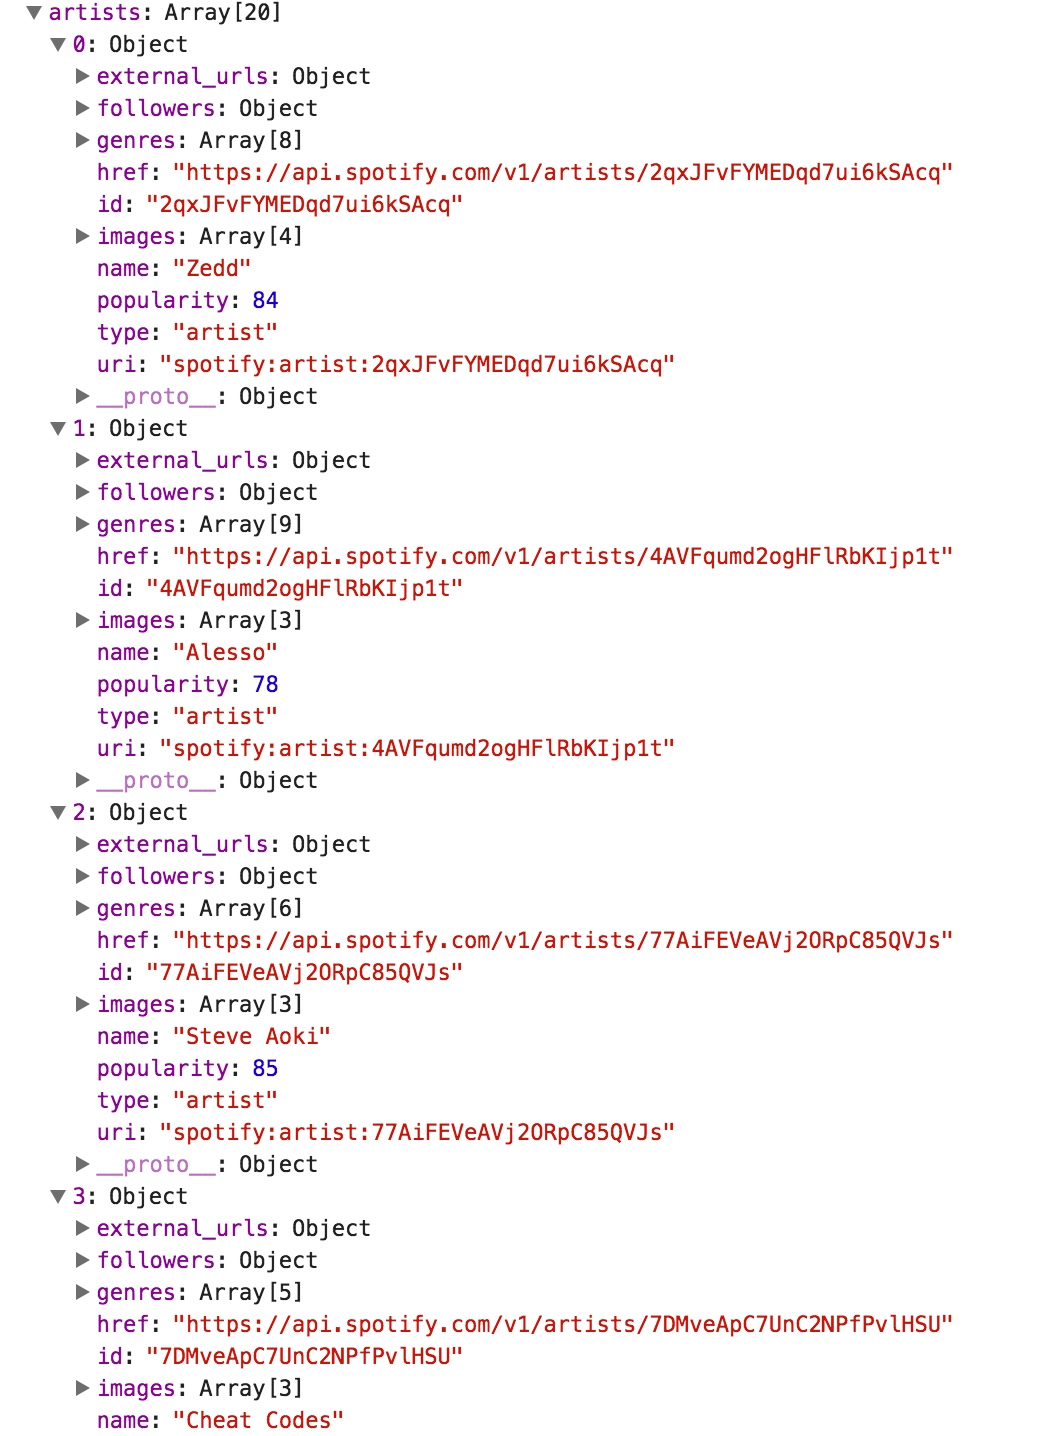 artists: Array[20]
0: Object
external_urls: Object
followers: Object
genres: Array[8]
href: "https://api.spotify.com/v1/artists/2qxJFvFYMEDqd7ui6kSAcq"
id: "2qxJFvFYMEDqd7ui6kSAcq"
images: Array[4]
name: "Zedd"
popularity: 84
type: "artist"
uri: "spotify:artist:2qxJFvFYMEDqd7ui6kSAcq"
__proto__: Object
1: Object
external_urls: Object
followers: Object
genres: Array[9]
href: "https://api.spotify.com/v1/artists/4AVFqumd2ogHFlRbKIjp1t"
id: "4AVFqumd2ogHFlRbKIjp1t"
images: Array[3]
name: "Alesso"
popularity: 78
type: "artist"
uri: "spotify:artist:4AVFqumd2ogHFlRbKIjp1t"
__proto__: Object
2: Object
external_urls: Object
followers: Object
genres: Array[6]
href: "https://api.spotify.com/v1/artists/77AiFEVeAVj2ORpC85QVJs"
id: "77AiFEVeAVj2ORpC85QVJs"
images: Array[3]
name: "Steve Aoki"
popularity: 85
type: "artist"
uri: "spotify:artist:77AiFEVeAVj2ORpC85QVJs"
__proto__: Object
3: Object
external_urls: Object
followers: Object
genres: Array[5]
href: "https://api.spotify.com/v1/artists/7DMveApC7UnC2NPfPvlHSU"
id: "7DMveApC7UnC2NPfPvlHSU"
images: Array[3]
name: "Cheat Codes"